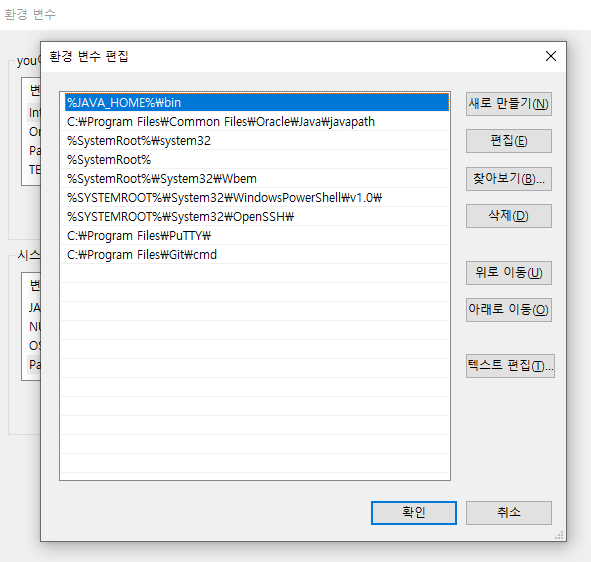 환경 변수
환경 변수 편집
you
변
Int
Or
Pa
TE
시스
변
JA
NU
OS
Pa
%JAVA_HOME%₩bin
C:₩Program Files₩Common Files₩Oracle₩Java₩javapath
%SystemRoot%₩system32
%SystemRoot%
%SystemRoot%₩System32₩Wbem
%SYSTEMROOT%₩System32₩WindowsPowerShell₩v1.0₩
%SYSTEMROOT%₩System32₩OpenSSH₩
C:₩Program Files₩PuTTY₩
C:₩Program Files₩Git₩cmd
새로 만들기(N)
편집(E)
찾아보기(B)...
삭제(D)
위로 이동(U)
아래로 이동(O)
텍스트 편집(T)...
확인
취소